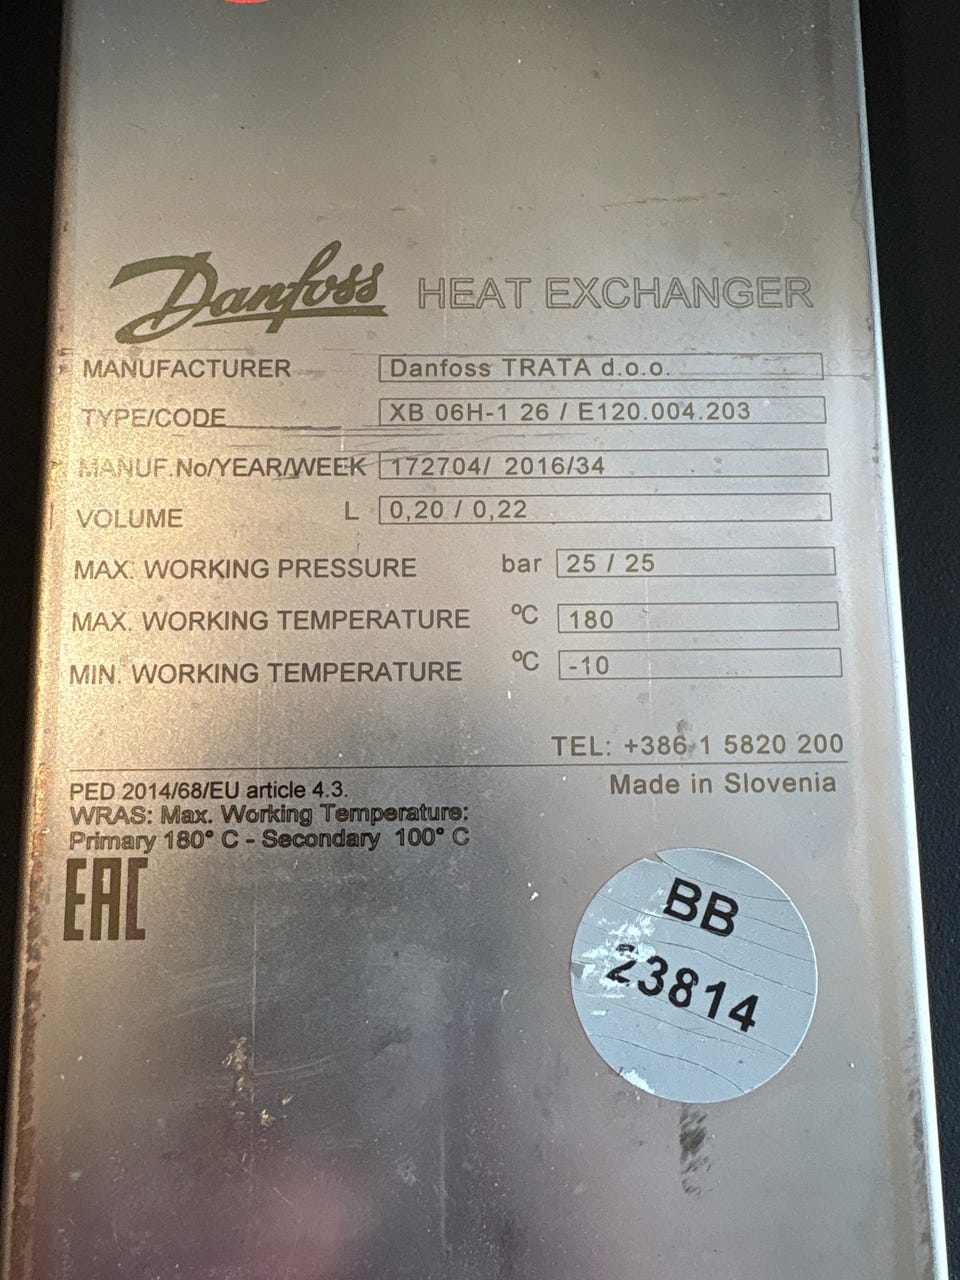 Danfoss HEAT EXCHANGER
MANUFACTURER Danfoss TRATA d.o.o.
TYPE/CODE XB 06H-1 26 / E120.004.203
MANUF.No/YEAR/WEEK 172704/ 2016/34
VOLUME L 0,20 / 0,22
MAX. WORKING PRESSURE bar 25 / 25
MAX. WORKING TEMPERATURE ºC 180
MIN. WORKING TEMPERATURE ºC -10
TEL: +386 1 5820 200
Made in Slovenia
PED 2014/68/EU article 4.3.
WRAS: Max. Working Temperature:
Primary 180° C - Secondary 100° C
EAC
BB
23814